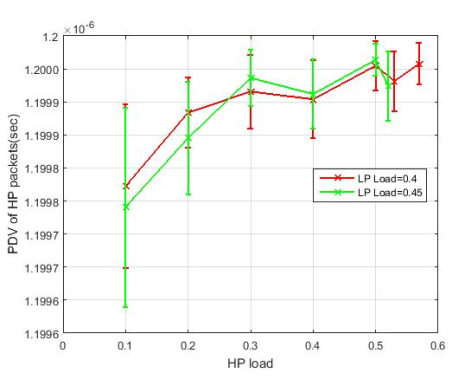 ×10^-6
1.2
1.2000
1.1999
1.1999
1.1998
1.1998
1.1997
1.1997
1.1996
1.1996
PDV of HP packets(sec)
LP Load=0.4
LP Load=0.45
0 0.1 0.2 0.3 0.4 0.5 0.6
HP load